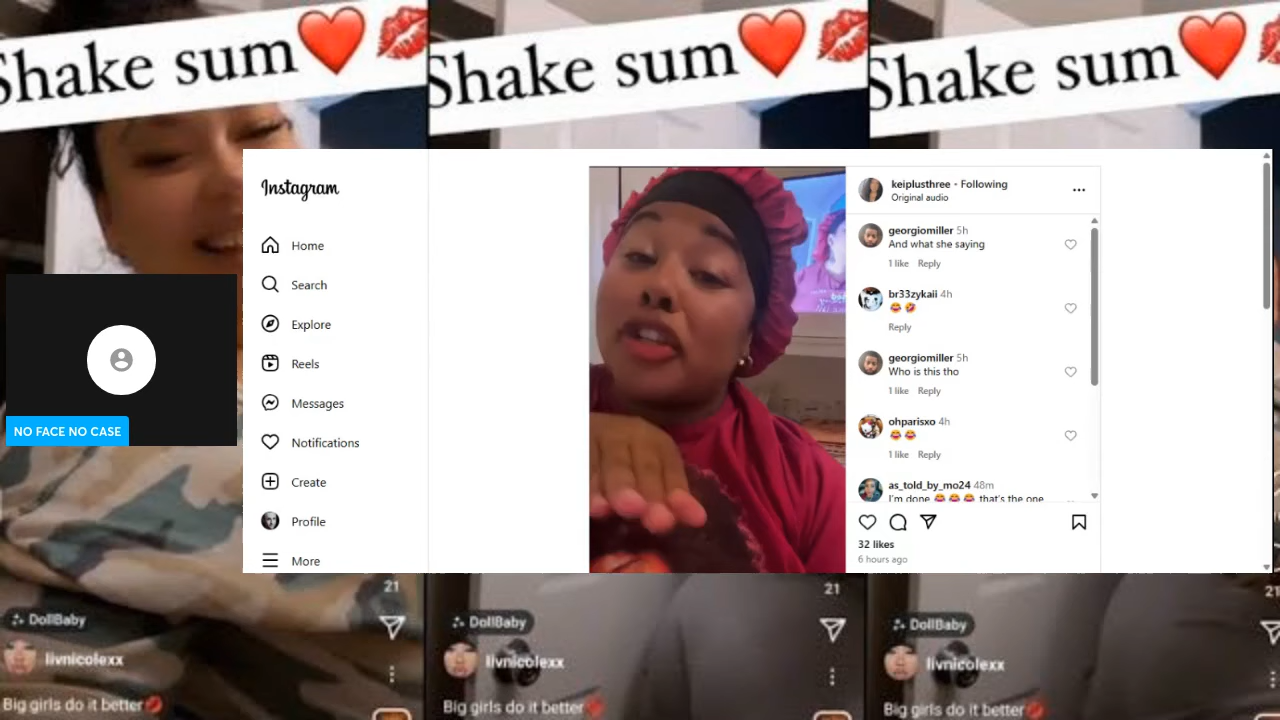 Shake sum❤️💋
Shake sum❤️💋
Shake sum❤️
Instagram
Home
Search
Explore
Reels
Messages
Notifications
Create
Profile
More
NO FACE NO CASE
keiplusthree • Following
Original audio
georgiomiller 5h
And what she saying
1 like Reply
br33zykaii 4h
😂 🤣
Reply
georgiomiller 5h
Who is this tho
1 like Reply
ohparisxo 4h
😂 😂
1 like Reply
as_told_by_mo24 48m
I'm done 😂 😂 😂 that's the one
32 likes
6 hours ago
21
DollBaby
livnicolexx
Big girls do it better💋
21
DollBaby
livnicolexx
Big girls do it better💋
21
DollBaby
livnicolexx
Big girls do it better💋